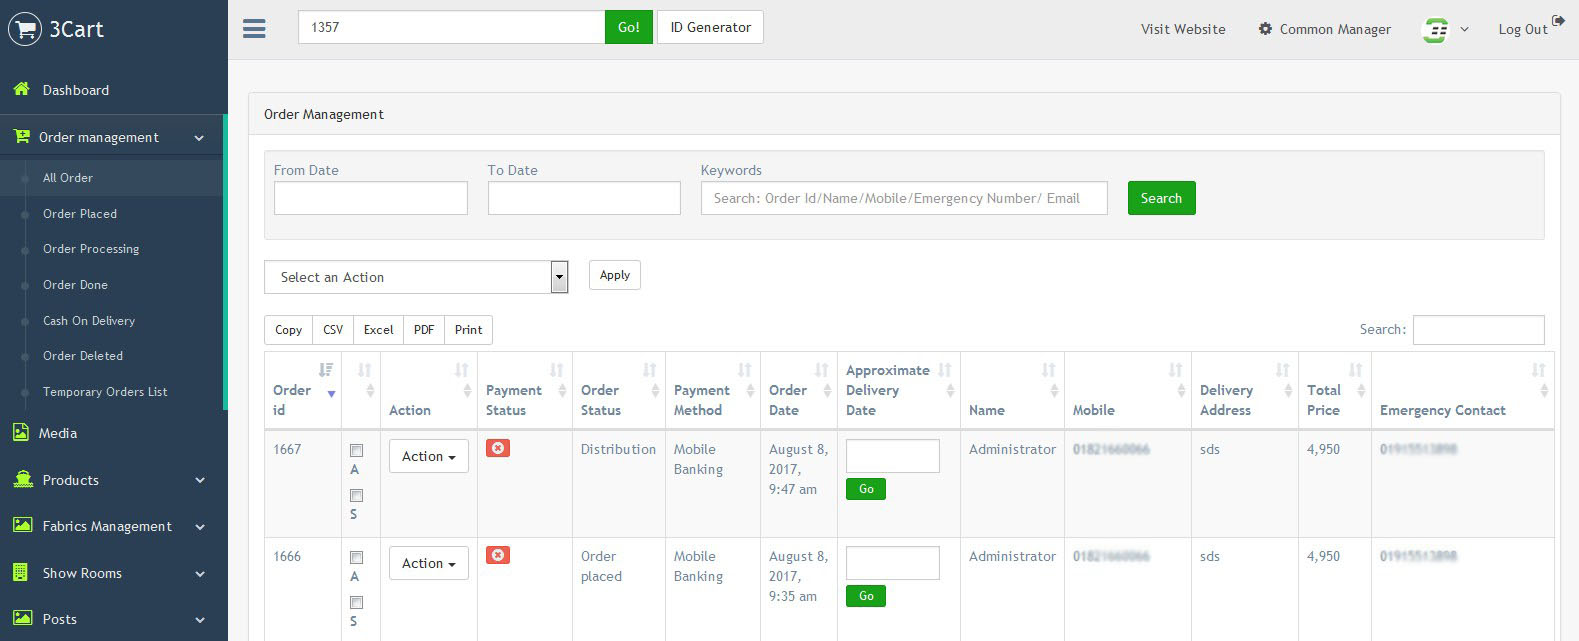 3Cart
1357 Go! ID Generator
Visit Website Common Manager Log Out
Dashboard
Order management
All Order
Order Placed
Order Processing
Order Done
Cash On Delivery
Order Deleted
Temporary Orders List
Media
Products
Fabrics Management
Show Rooms
Posts
Order Management
From Date To Date Keywords
Search: Order Id/Name/Mobile/Emergency Number/ Email Search
Select an Action Apply
Copy CSV Excel PDF Print Search:
Order id
Action
Payment Status
Order Status
Payment Method
Order Date
Approximate Delivery Date
Name
Mobile
Delivery Address
Total Price
Emergency Contact
1667
A
S
Action
Distribution
Mobile Banking
August 8, 2017, 9:47 am
Go
Administrator
sds
4,950
1666
A
S
Action
Order placed
Mobile Banking
August 8, 2017, 9:35 am
Go
Administrator
sds
4,950